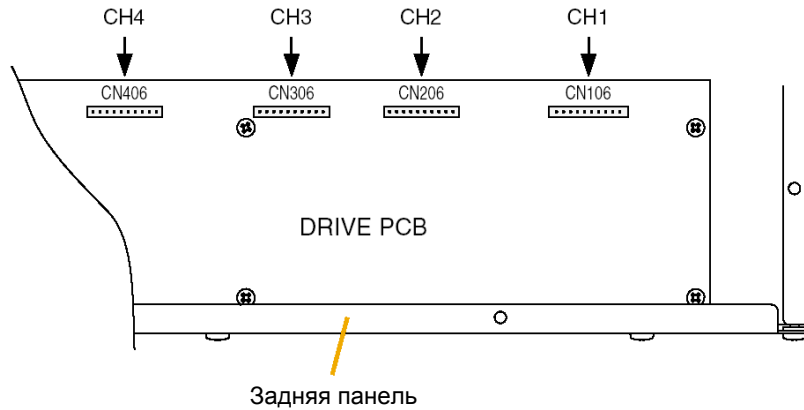 CH4 CH3 CH2 CH1
CN406 CN306 CN206 CN106
DRIVE PCB
Задняя панель